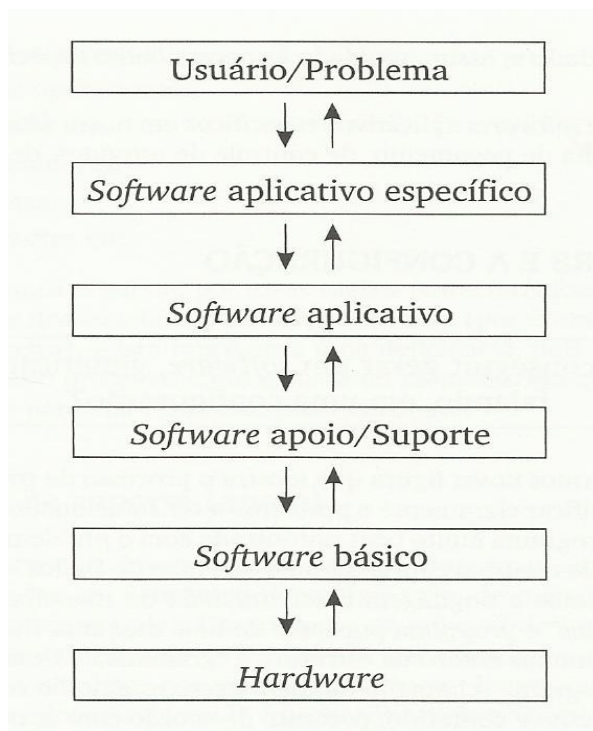 Usuário/Problema
Software aplicativo específico
Software aplicativo
Software apoio/Suporte
Software básico
Hardware